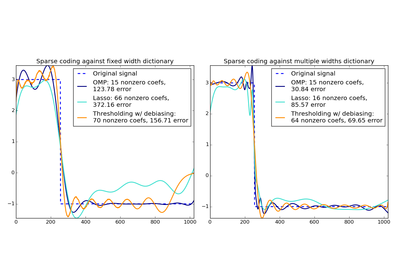 Sparse coding against fixed width dictionary
Original signal
OMP: 15 nonzero coefs,
123.78 error
Lasso: 66 nonzero coefs,
372.16 error
Thresholding w/ debiasing:
70 nonzero coefs, 156.71 error
3
2
1
0
−1
0 200 400 600 800 1000
Sparse coding against multiple widths dictionary
Original signal
OMP: 15 nonzero coefs,
30.84 error
Lasso: 16 nonzero coefs,
85.57 error
Thresholding w/ debiasing:
64 nonzero coefs, 69.65 error
3
2
1
0
−1
0 200 400 600 800 1000